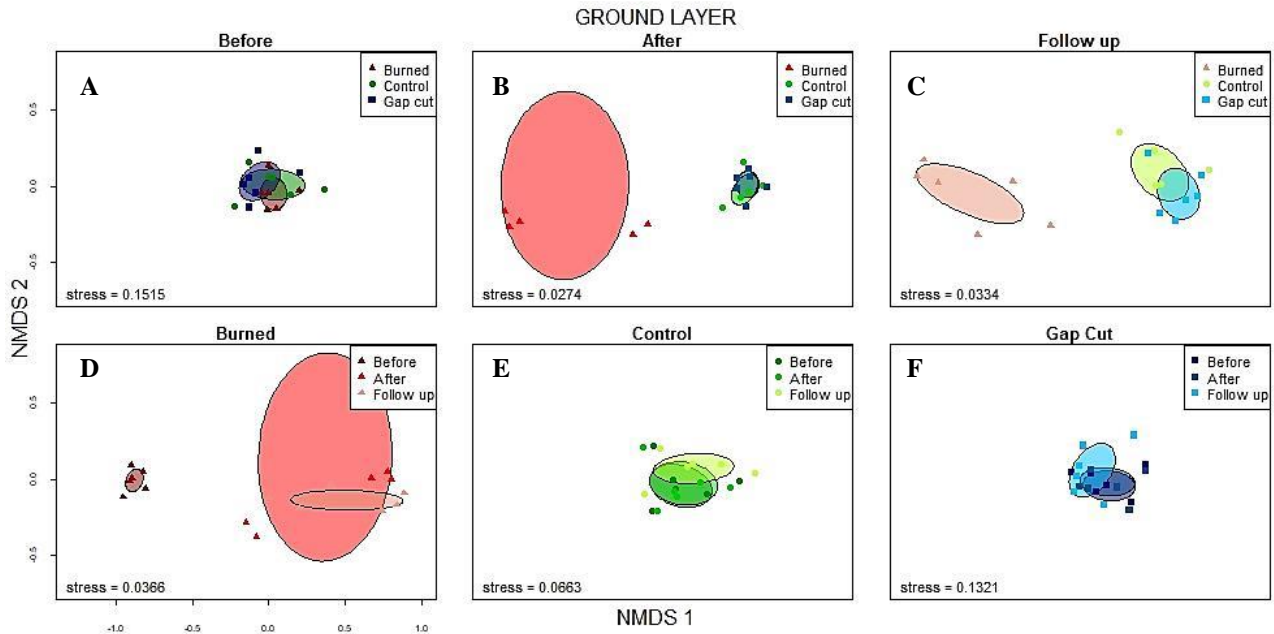 GROUND LAYER
Before
A
Burned
Control
Gap cut
0.5
0.0
-0.5
stress = 0.1515
After
B
Burned
Control
Gap cut
stress = 0.0274
Follow up
C
Burned
Control
Gap cut
stress = 0.0334
NMDS 2
Burned
D
Before
After
Follow up
0.5
0.0
-0.5
stress = 0.0366
-1.0
-0.5
0.0
0.5
1.0
Control
E
Before
After
Follow up
stress = 0.0663
Gap Cut
F
Before
After
Follow up
stress = 0.1321
NMDS 1